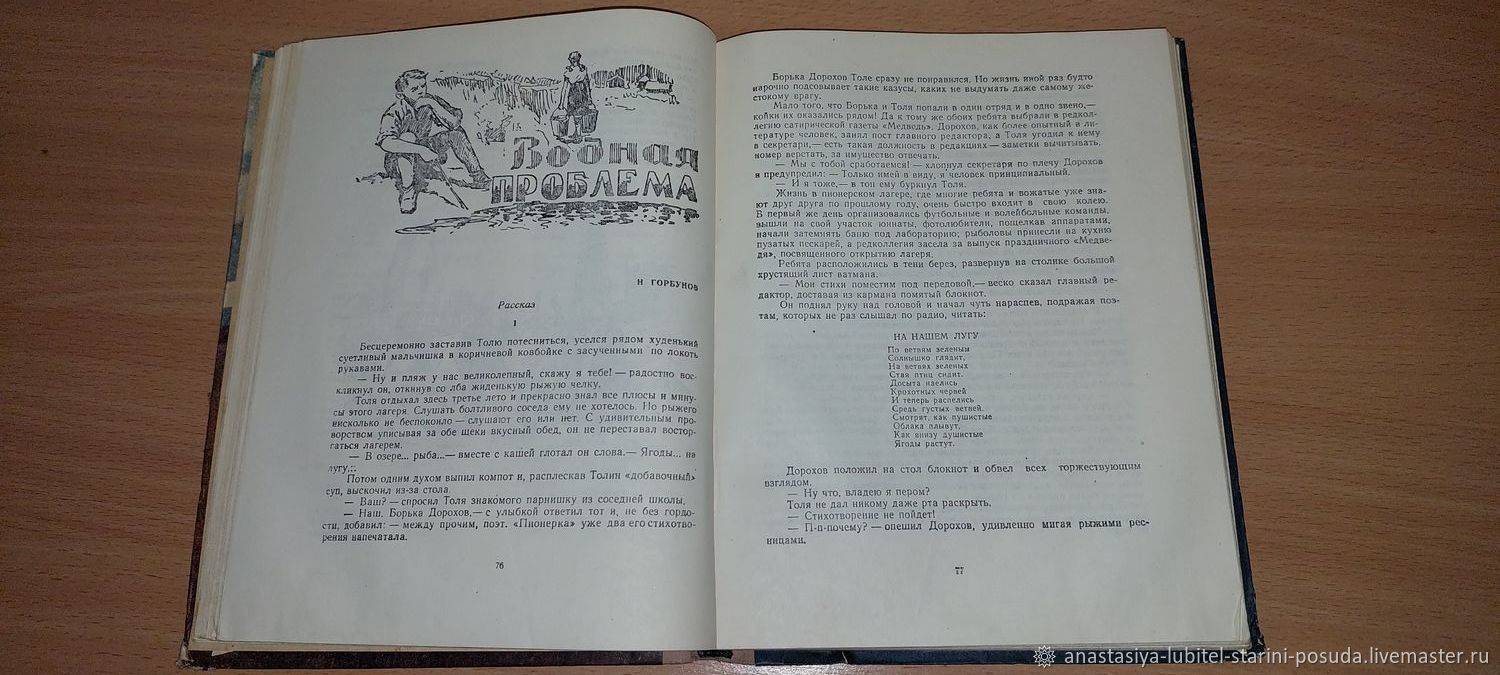 Водная
ПРОБЛЕМА
Н ГОРБУНОВ
Рассказ
I
Бесцеремонно заставив Толю потесниться, уселся рядом худенький
суетливый мальчишка в коричневой ковбойке с засученными по локоть
рукавами.
— Ну и пляж у нас великолепный, скажу я тебе! — радостно вос-
кликнул он, откинув со лба жиденькую рыжую челку.
Толя отдыхал здесь третье лето и прекрасно знал все плюсы и мину-
сы этого лагеря. Слушать болтливого соседа ему не хотелось. Но рыжего
нисколько не беспокоило — слушают его или нет. С удивительным про-
ворством уписывая за обе щеки вкусный обед, он не переставал востор-
гаться лагерем.
— В озере... рыба...— вместе с кашей глотал он слова.— Ягоды... на
лугу...
Потом одним духом выпил компот и, расплескав Толин «добавочный»
суп, выскочил из-за стола.
— Ваш? — спросил Толя знакомого парнишку из соседней школы.
— Наш. Борька Дорохов,— с улыбкой ответил тот и, не без гордо-
сти, добавил: — между прочим, поэт. «Пионерка» уже два его стихотво-
рения напечатала.
76
Борька Дорохов Толе сразу не понравился. Но жизнь иной раз будто
нарочно подсовывает такие казусы, каких не выдумать даже самому же-
стокому врагу.
Мало того, что Борька и Толя попали в один отряд и в одно звено,—
койки их оказались рядом! Да к тому же обоих ребята выбрали в редкол-
легию сатирической газеты «Медведь». Дорохов, как более опытный в ли-
тературе человек, занял пост главного редактора, а Толя угодил к нему
в секретари,— есть такая должность в редакциях — заметки вычитывать,
номер верстать, за имущество отвечать.
— Мы с тобой сработаемся! — хлопнул секретаря по плечу Дорохов
и предупредил: — Только имей в виду, я человек принципиальный.
— И я тоже,— в тон ему буркнул Толя.
Жизнь в пионерском лагере, где многие ребята и вожатые уже зна-
ют друг друга по прошлому году, очень быстро входит в свою колею.
В первый же день организовались футбольные и волейбольные команды,
вышли на свой участок юннаты, фотолюбители, пощелкав аппаратами,
начали затемнять баню под лабораторию; рыболовы принесли на кухню
пузатых пескарей, а редколлегия засела за выпуск праздничного «Медве-
дя», посвященного открытию лагеря.
Ребята расположились в тени берез, развернув на столике большой
хрустящий лист ватмана.
— Мои стихи поместим под передовой,— веско сказал главный ре-
дактор, доставая из кармана помятый блокнот.
Он поднял руку над головой и начал чуть нараспев, подражая поэ-
там, которых не раз слышал по радио, читать:
НА НАШЕМ ЛУГУ
По ветвям зеленым
Солнышко глядит,
На ветвях зеленых
Стая птиц сидит.
Досыта наелись
Крохотных червей
И теперь распелись
Средь густых ветвей.
Смотрят, как пушистые
Облака плывут,
Как внизу душистые
Ягоды растут.
Дорохов положил на стол блокнот и обвел всех торжествующим
взглядом.
— Ну что, владею я пером?
Толя не дал никому даже рта раскрыть.
— Стихотворение не пойдет!
— П-п-почему? — опешил Дорохов, удивленно мигая рыжими рес-
ницами.
77
anastasiya-lubitel-starini-posuda.livemaster.ru